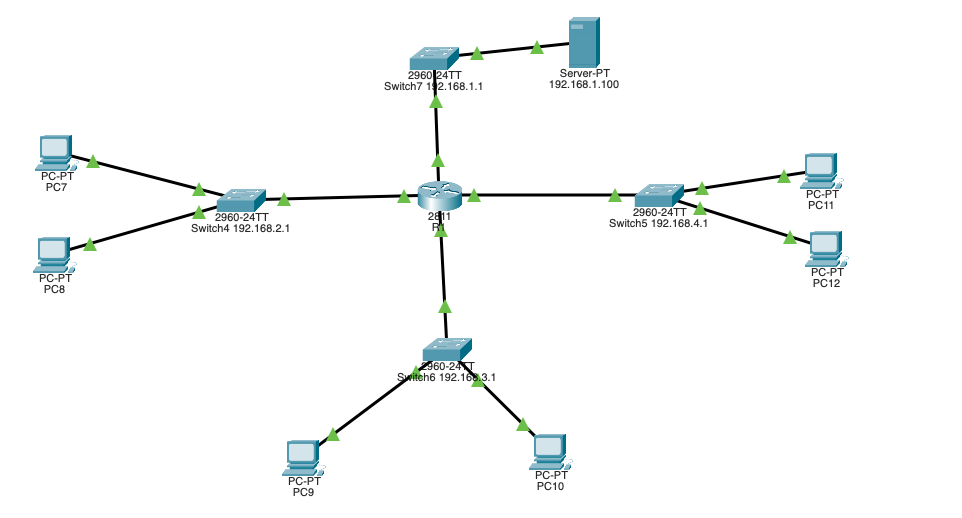 Server-PT
192.168.1.100
2960-24TT
Switch7 192.168.1.1
PC-PT
PC7
PC-PT
PC11
2960-24TT
Switch4 192.168.2.1
2811
R1
2960-24TT
Switch5 192.168.4.1
PC-PT
PC8
PC-PT
PC12
2960-24TT
Switch6 192.168.3.1
PC-PT
PC9
PC-PT
PC10